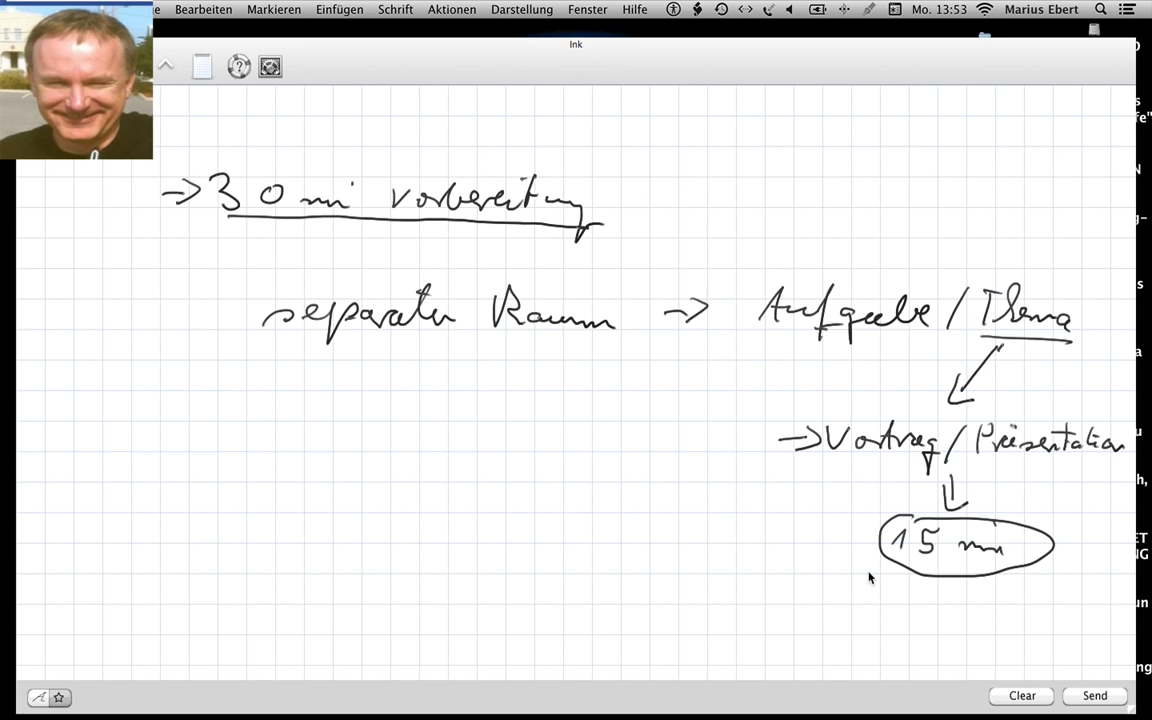 Bearbeiten Markieren Einfügen Schrift Aktionen Darstellung Fenster Hilfe Mo. 13:53 Marius Ebert
Ink
⇒ 30 min Vorbereitung
separater Raum → Aufgabe / Thema
⇒ Vortrag / Präsentation
15 min
Clear Send